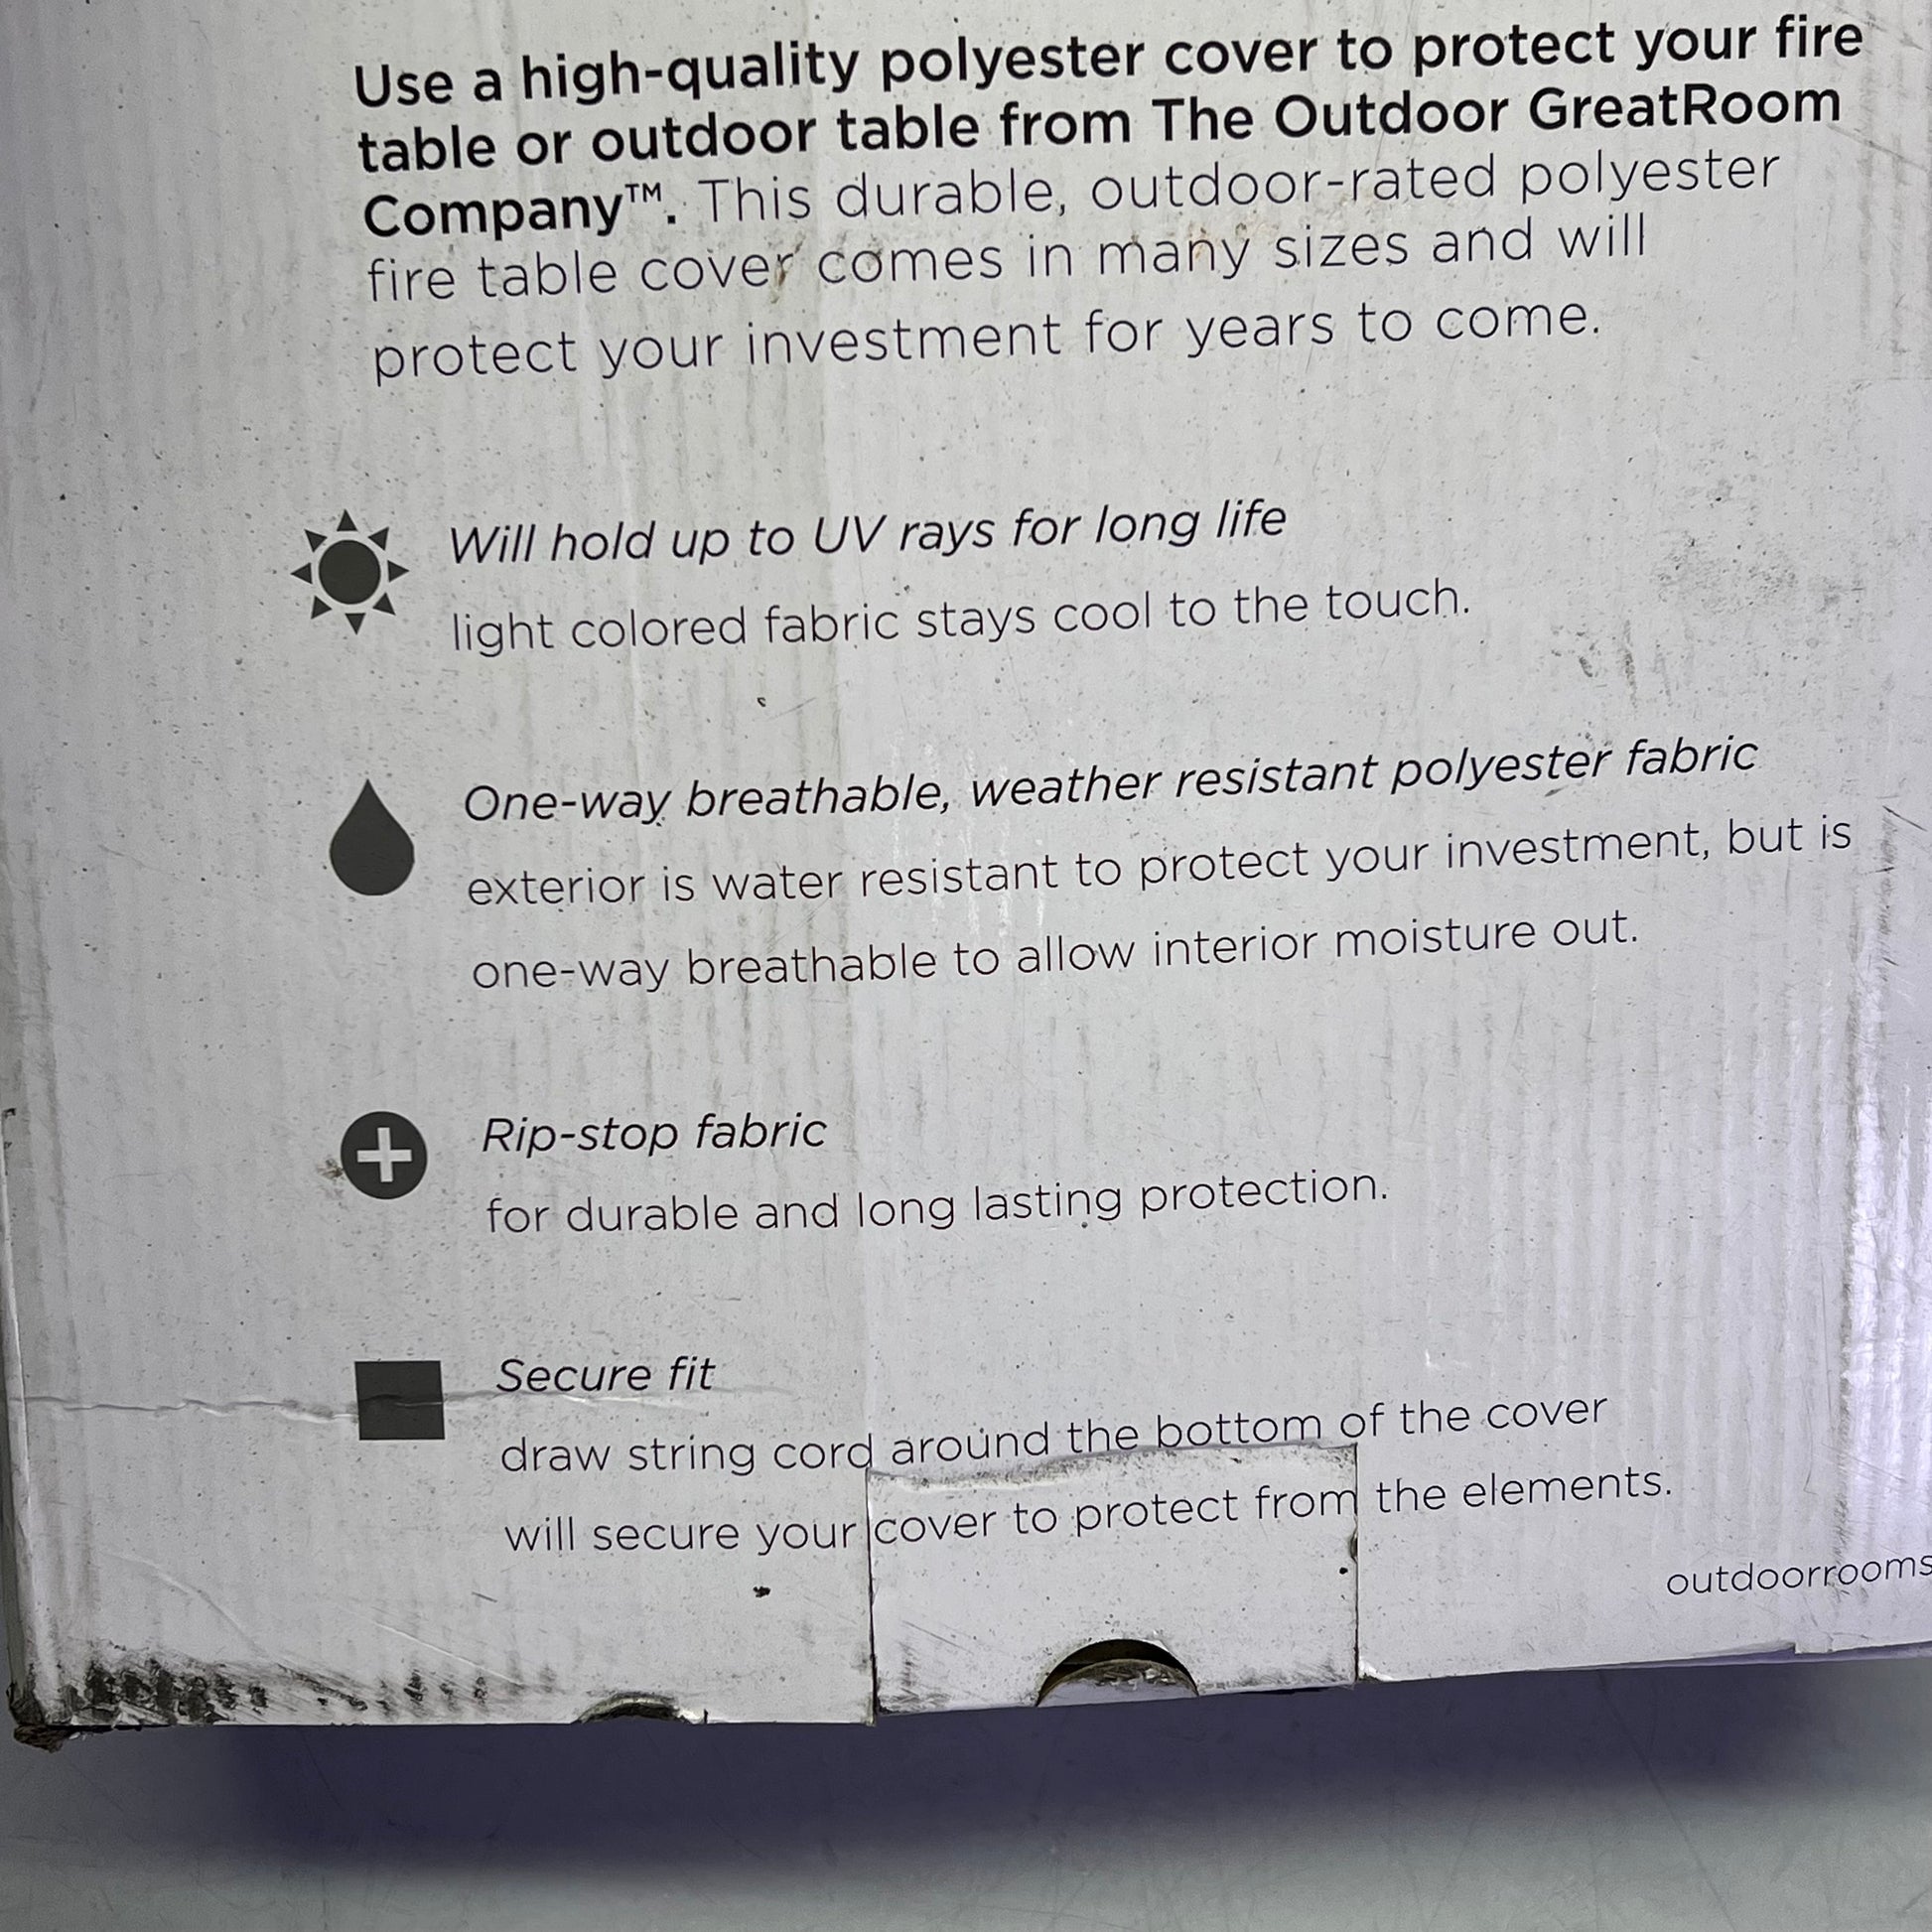 Use a high-quality polyester cover to protect your fire
table or outdoor table from The Outdoor GreatRoom
Company™. This durable, outdoor-rated polyester
fire table cover comes in many sizes and will
protect your investment for years to come.
Will hold up to UV rays for long life
light colored fabric stays cool to the touch.
One-way breathable, weather resistant polyester fabric
exterior is water resistant to protect your investment, but is
one-way breathable to allow interior moisture out.
Rip-stop fabric
for durable and long lasting protection.
Secure fit
draw string cord around the bottom of the cover
will secure your cover to protect from the elements.
outdoorrooms